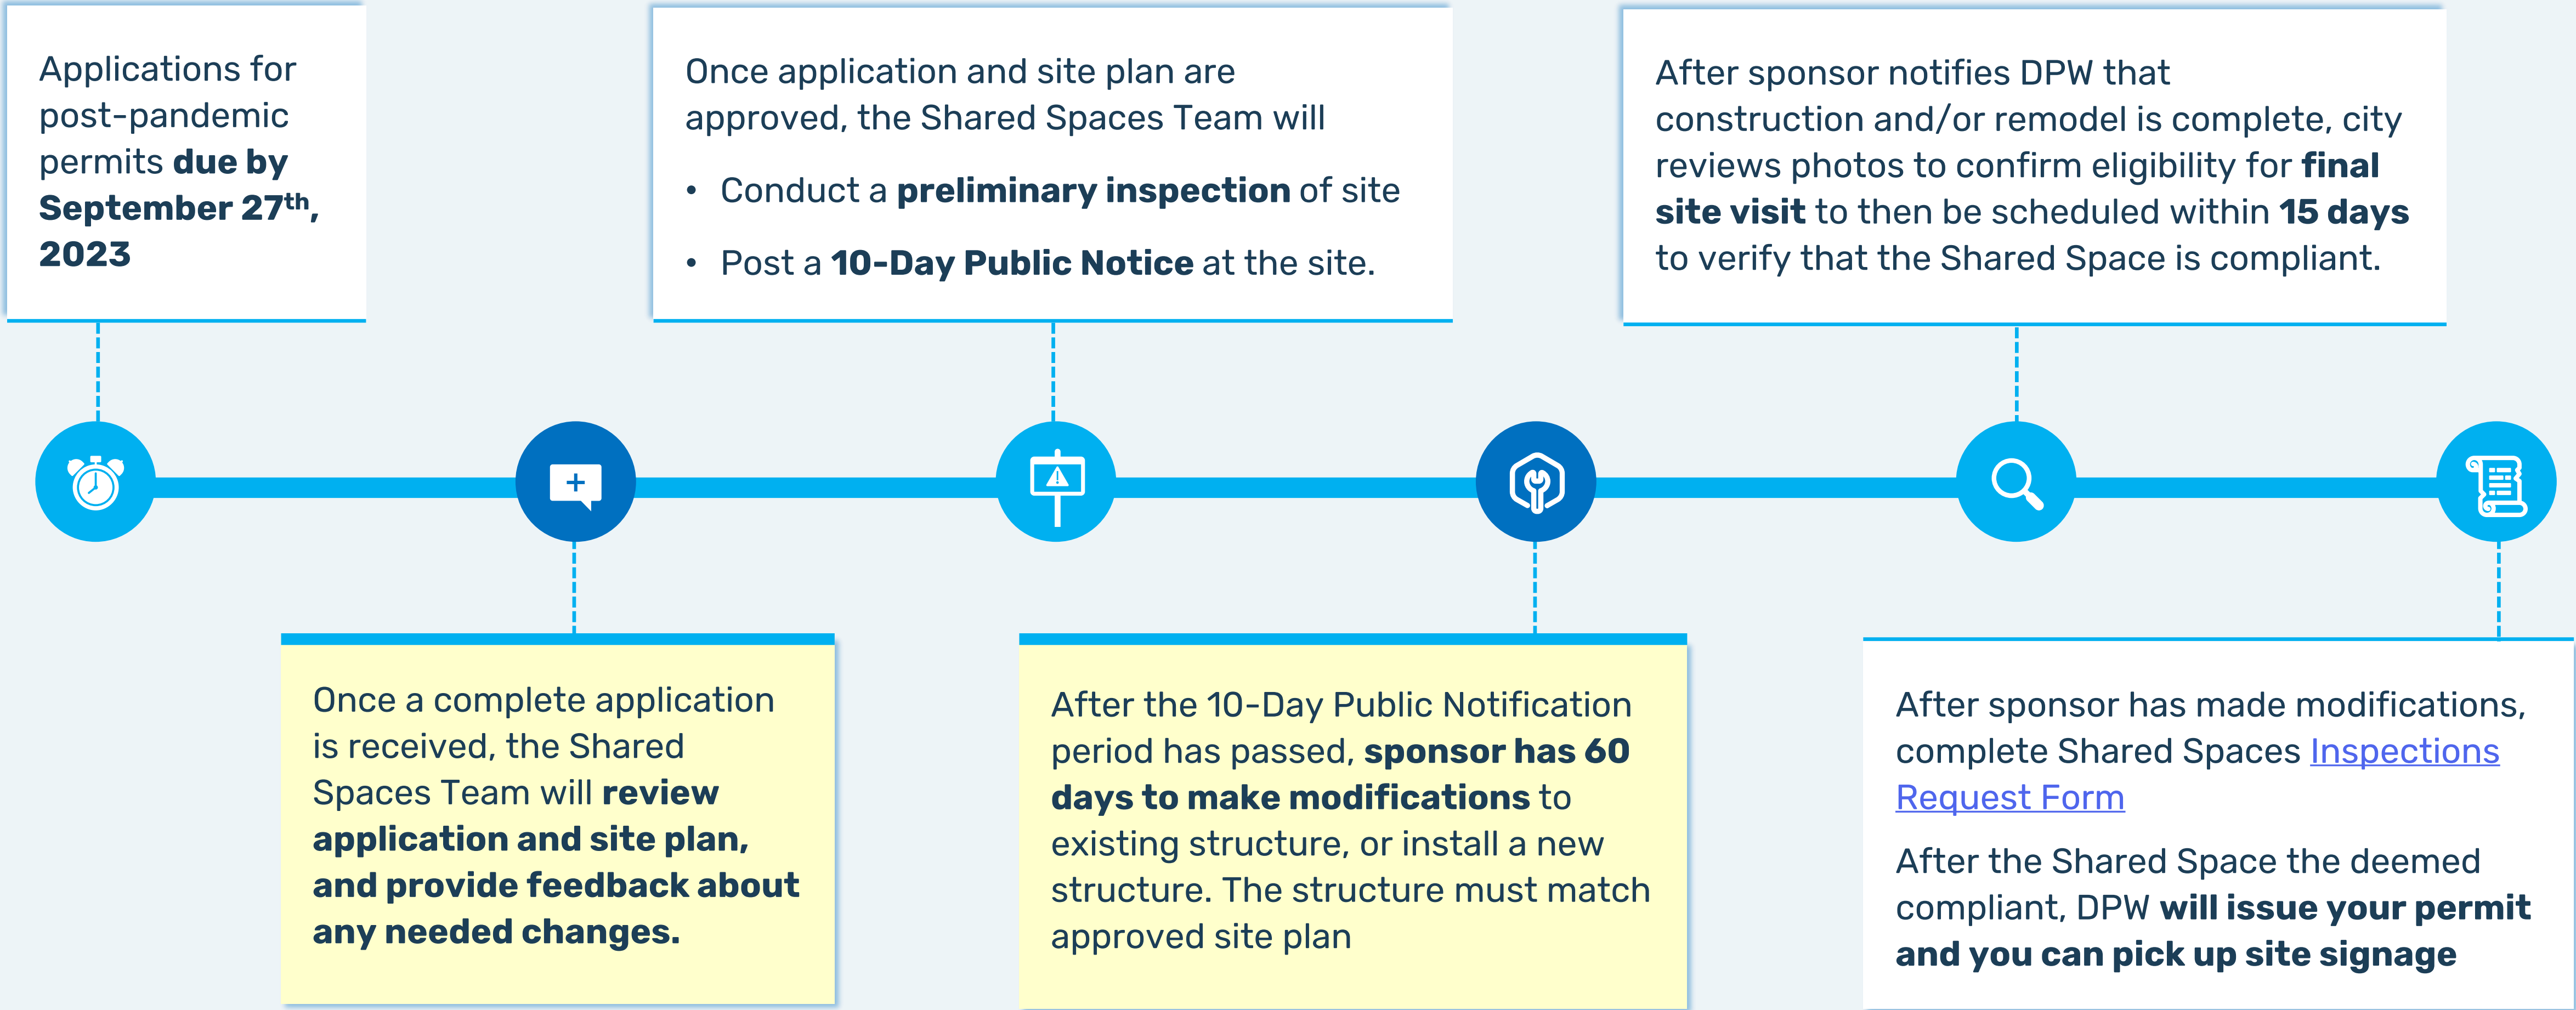 Applications for
post-pandemic
permits due by
September 27th,
2023
Once a complete application
is received, the Shared
Spaces Team will review
application and site plan,
and provide feedback about
any needed changes.
Once application and site plan are
approved, the Shared Spaces Team will
• Conduct a preliminary inspection of site
• Post a 10-Day Public Notice at the site.
After the 10-Day Public Notification
period has passed, sponsor has 60
days to make modifications to
existing structure, or install a new
structure. The structure must match
approved site plan
After sponsor notifies DPW that
construction and/or remodel is complete, city
reviews photos to confirm eligibility for final
site visit to then be scheduled within 15 days
to verify that the Shared Space is compliant.
After sponsor has made modifications,
complete Shared Spaces Inspections
Request Form
After the Shared Space the deemed
compliant, DPW will issue your permit
and you can pick up site signage